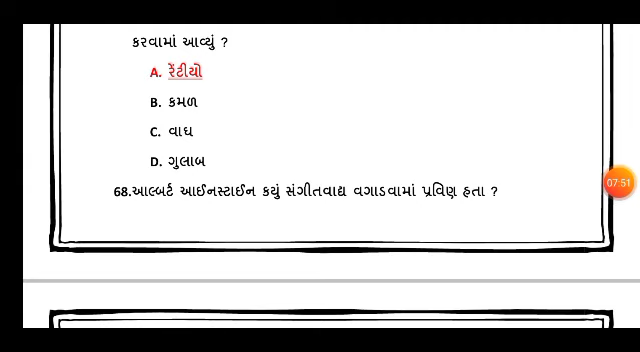 કરવામાં આવ્યું ?
A. રેંટીયો
B. કમળ
C. વાઘ
D. ગુલાબ
68.આલ્બર્ટ આઈનસ્ટાઈન કયું સંગીતવાદ્ય વગાડવામાં પ્રવિણ હતા ?
07:51